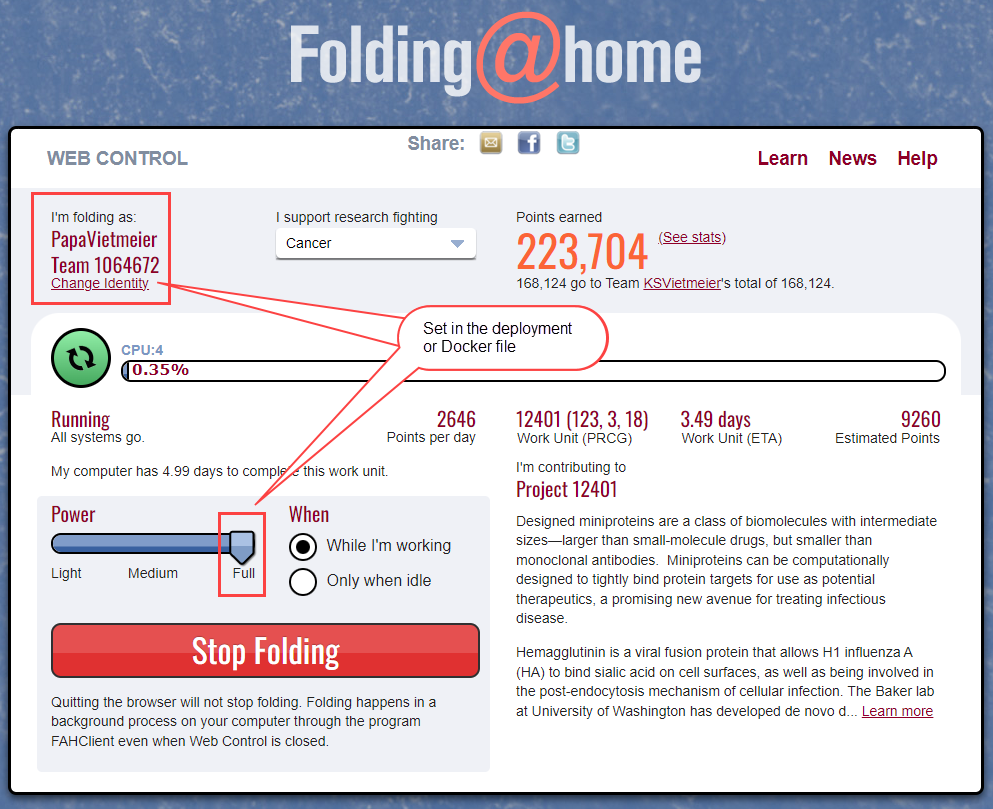 Folding@home
WEB CONTROL
Share:
Learn News Help
I'm folding as:
PapaVietmeier
Team 1064672
Change Identity
I support research fighting
Cancer
Points earned
223,704 (See stats)
168,124 go to Team KSVietmeier's total of 168,124.
Set in the deployment
or Docker file
CPU:4
0.35%
Running
All systems go.
2646
Points per day
12401 (123, 3, 18)
Work Unit (PRCG)
3.49 days
Work Unit (ETA)
9260
Estimated Points
My computer has 4.99 days to complete this work unit.
Power
Light Medium Full
When
While I'm working
Only when idle
Stop Folding
Quitting the browser will not stop folding. Folding happens in a
background process on your computer through the program
FAHClient even when Web Control is closed.
I'm contributing to
Project 12401
Designed miniproteins are a class of biomolecules with intermediate
sizes—larger than small-molecule drugs, but smaller than
monoclonal antibodies.  Miniproteins can be computationally
designed to tightly bind protein targets for use as potential
therapeutics, a promising new avenue for treating infectious
disease.
Hemagglutinin is a viral fusion protein that allows H1 influenza A
(HA) to bind sialic acid on cell surfaces, as well as being involved in
the post-endocytosis mechanism of cellular infection. The Baker lab
at University of Washington has developed de novo d... Learn more